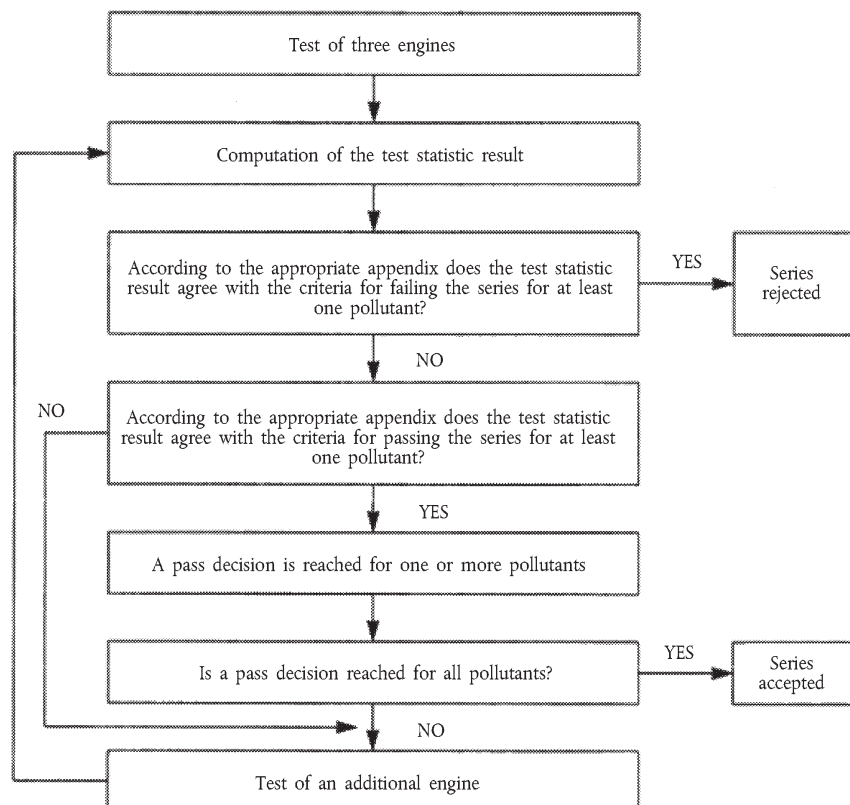 Test of three engines
Computation of the test statistic result
According to the appropriate appendix does the test statistic
result agree with the criteria for failing the series for at least
one pollutant?
YES
Series
rejected
NO
According to the appropriate appendix does the test statistic
result agree with the criteria for passing the series for at least
one pollutant?
NO
YES
A pass decision is reached for one or more pollutants
Is a pass decision reached for all pollutants?
YES
Series
accepted
NO
Test of an additional engine